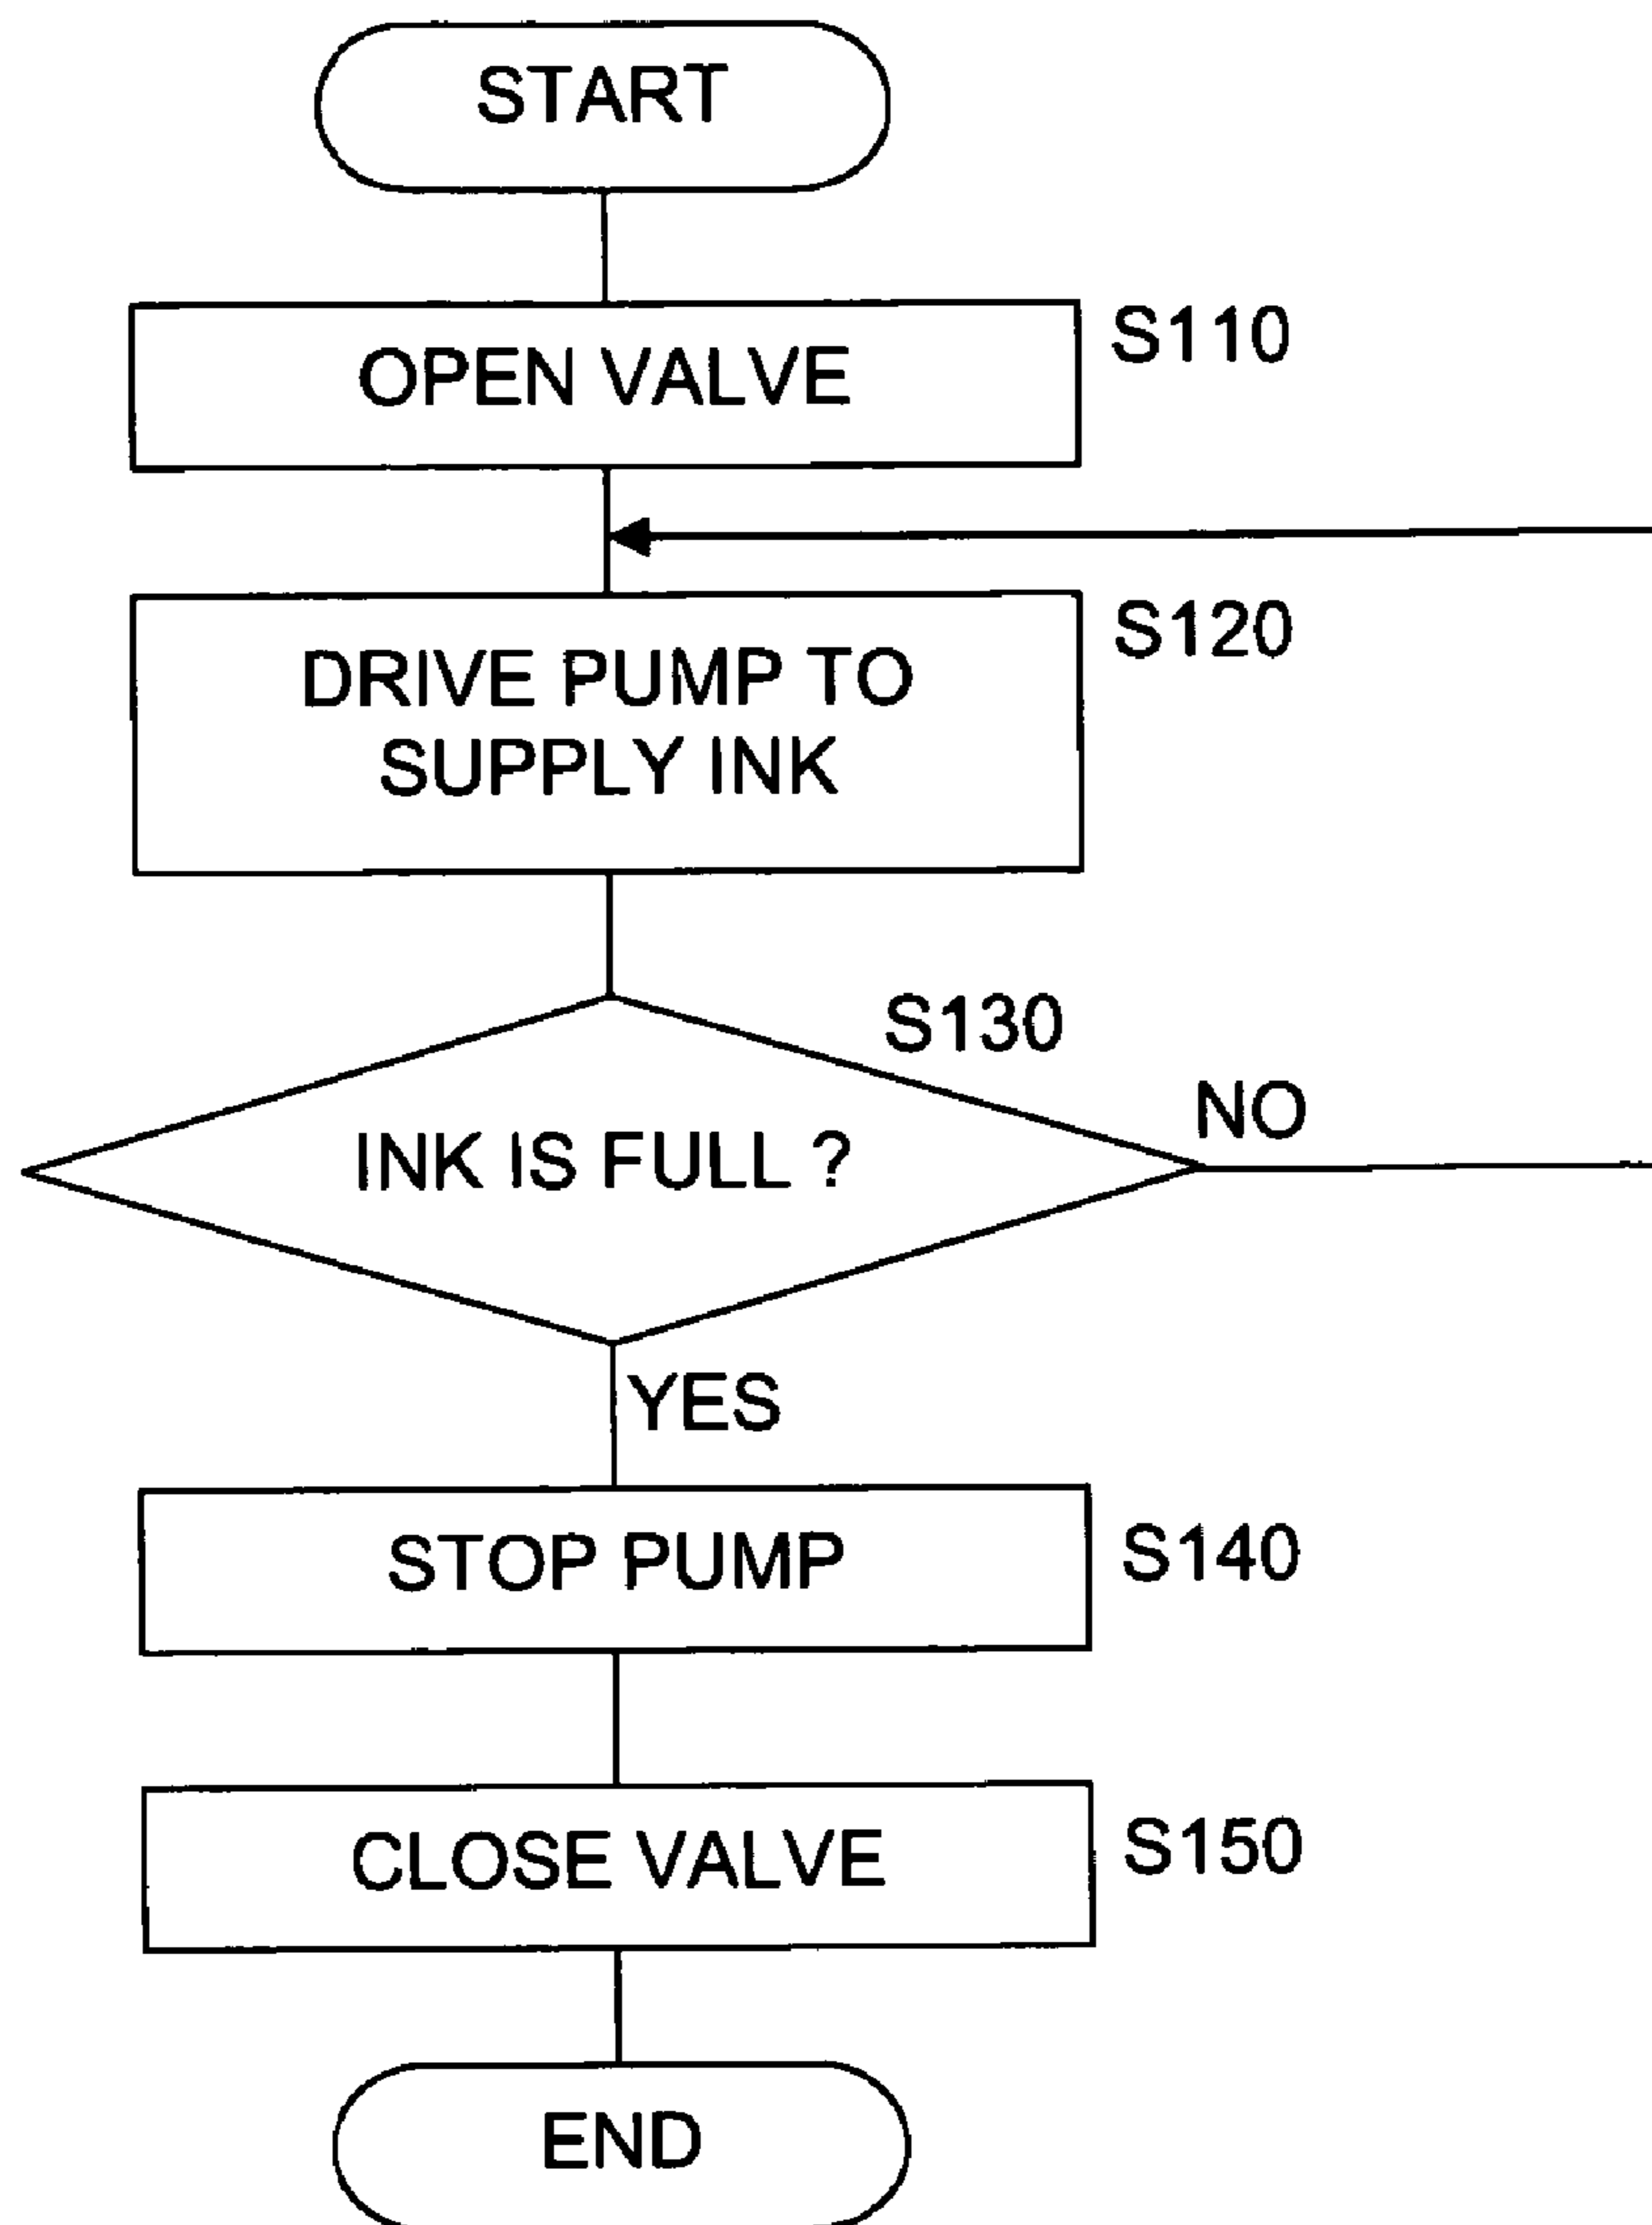 START
OPEN VALVE
S110
DRIVE PUMP TO
SUPPLY INK
S120
S130
INK IS FULL ?
NO
YES
STOP PUMP
S140
CLOSE VALVE
S150
END